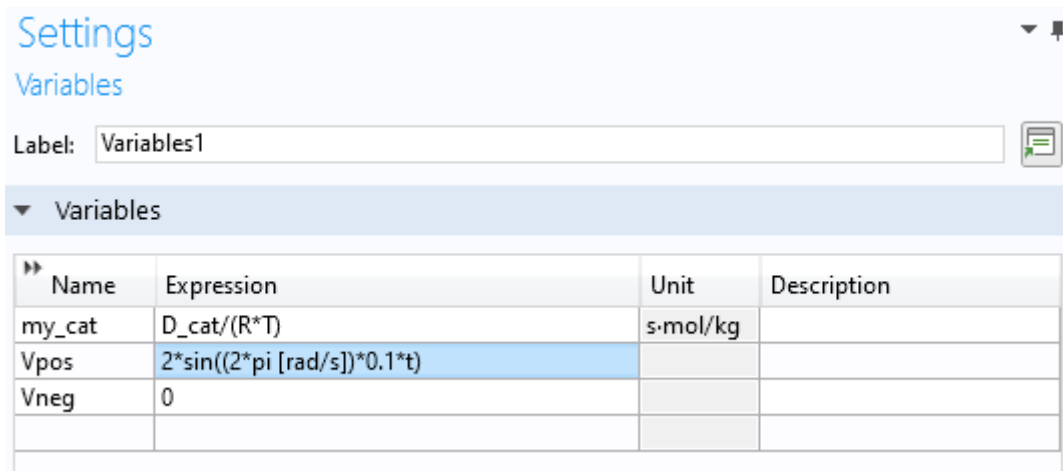 Settings
Variables
Label: Variables1
Variables
Name Expression Unit Description
my_cat D_cat/(R*T) s·mol/kg
Vpos 2*sin((2*pi [rad/s])*0.1*t)
Vneg 0